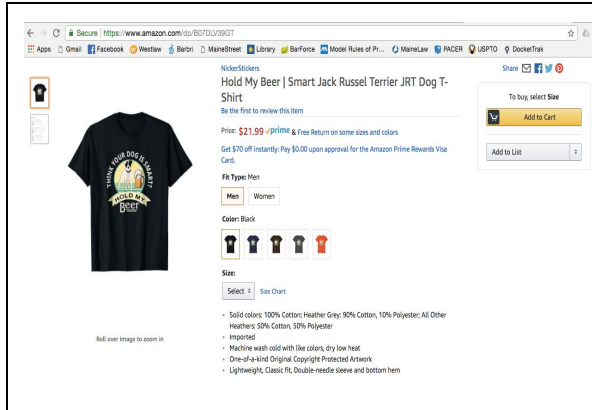 Secure | https://www.amazon.com/dp/B07DLV39GT
Apps Gmail Facebook Westlaw Barbri MaineStreet Library BarForce Model Rules of Pr... MaineLaw PACER USPTO DocketTrak
NickerStickers
Hold My Beer | Smart Jack Russel Terrier JRT Dog T-
Shirt
Be the first to review this item
Price: $21.99 prime & Free Return on some sizes and colors
Get $70 off instantly: Pay $0.00 upon approval for the Amazon Prime Rewards Visa
Card.
Fit Type: Men
Men Women
Color: Black
Size:
Select Size Chart
• Solid colors: 100% Cotton; Heather Grey: 90% Cotton, 10% Polyester; All Other
Heathers: 50% Cotton, 50% Polyester
• Imported
• Machine wash cold with like colors, dry low heat
• One-of-a-kind Original Copyright Protected Artwork
• Lightweight, Classic fit, Double-needle sleeve and bottom hem
THINK YOUR DOG IS SMART?
HOLD MY
Beer
Roll over image to zoom in
Share
To buy, select Size
Add to Cart
Add to List